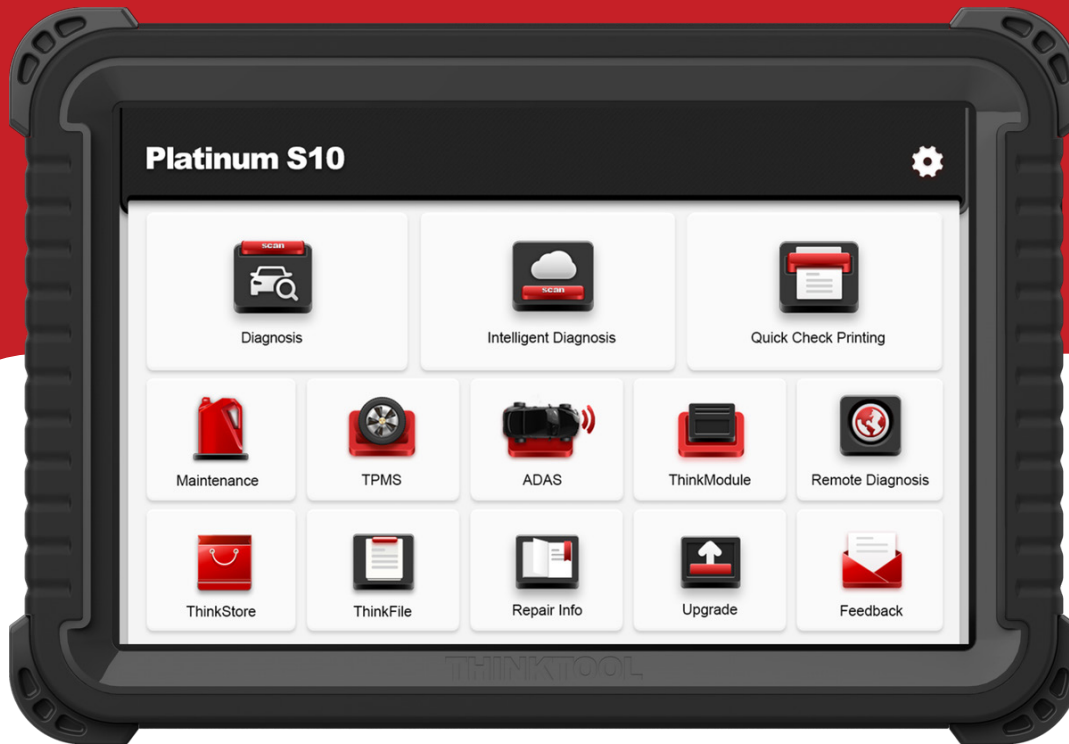 Platinum S10
scan
scan
Diagnosis
Intelligent Diagnosis
Quick Check Printing
Maintenance
TPMS
ADAS
ThinkModule
Remote Diagnosis
ThinkStore
ThinkFile
Repair Info
Upgrade
Feedback
THINKTOOL